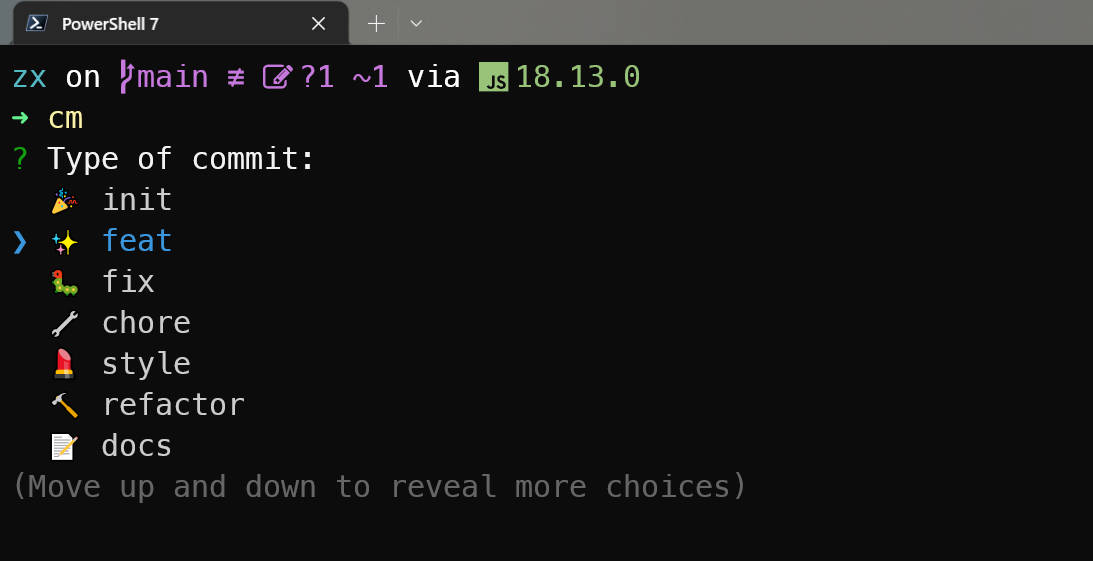 PowerShell 7
zx on main ≢ ?1 ~1 via JS 18.13.0
➜ cm
? Type of commit:
🎉 init
❯ ✨ feat
🐛 fix
🔧 chore
💄 style
🔨 refactor
📝 docs
(Move up and down to reveal more choices)